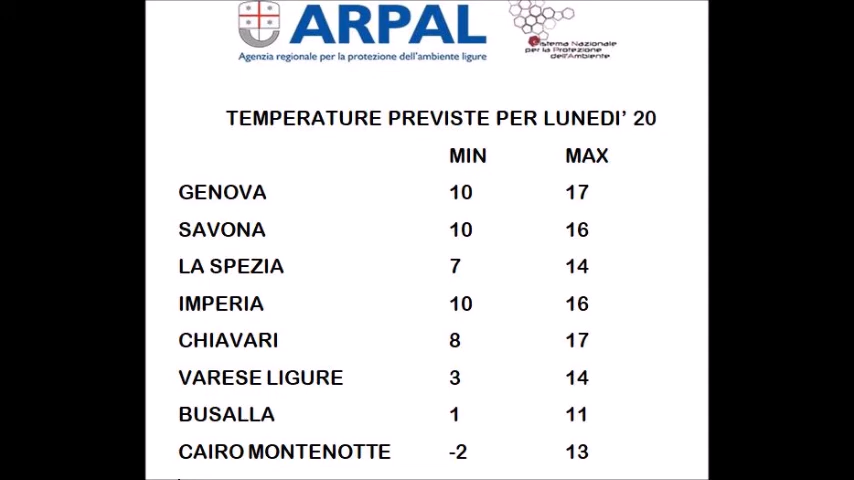 ARPAL
Agenzia regionale per la protezione dell'ambiente ligure
Sistema Nazionale
per la Protezione
dell'Ambiente
TEMPERATURE PREVISTE PER LUNEDI' 20
MIN MAX
GENOVA 10 17
SAVONA 10 16
LA SPEZIA 7 14
IMPERIA 10 16
CHIAVARI 8 17
VARESE LIGURE 3 14
BUSALLA 1 11
CAIRO MONTENOTTE -2 13